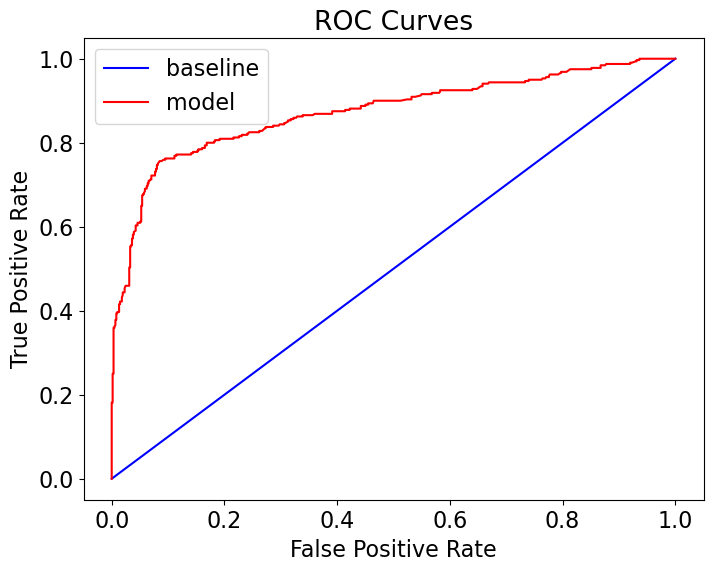 ROC Curves
baseline
model
True Positive Rate
1.0
0.8
0.6
0.4
0.2
0.0
0.0 0.2 0.4 0.6 0.8 1.0
False Positive Rate